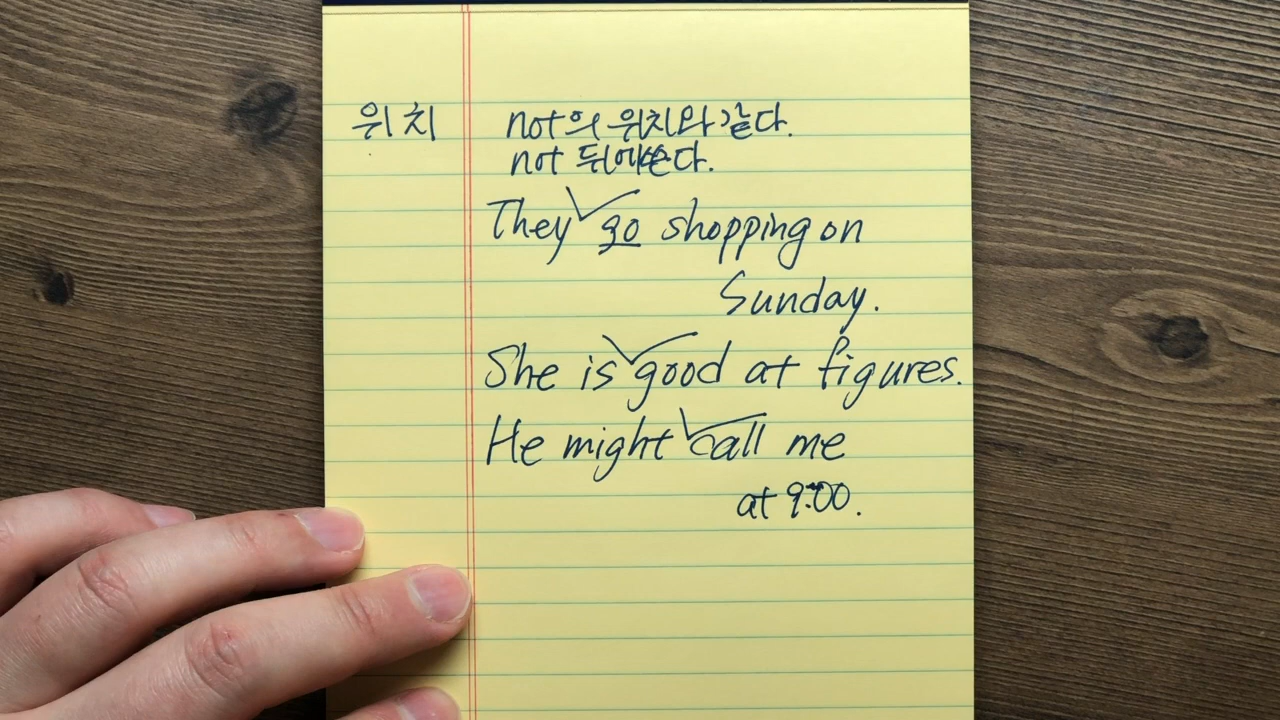 위치 not의 위치와 같다.
not 뒤에쓴다.
They go shopping on
Sunday.
She is good at figures.
He might call me
at 9:00.